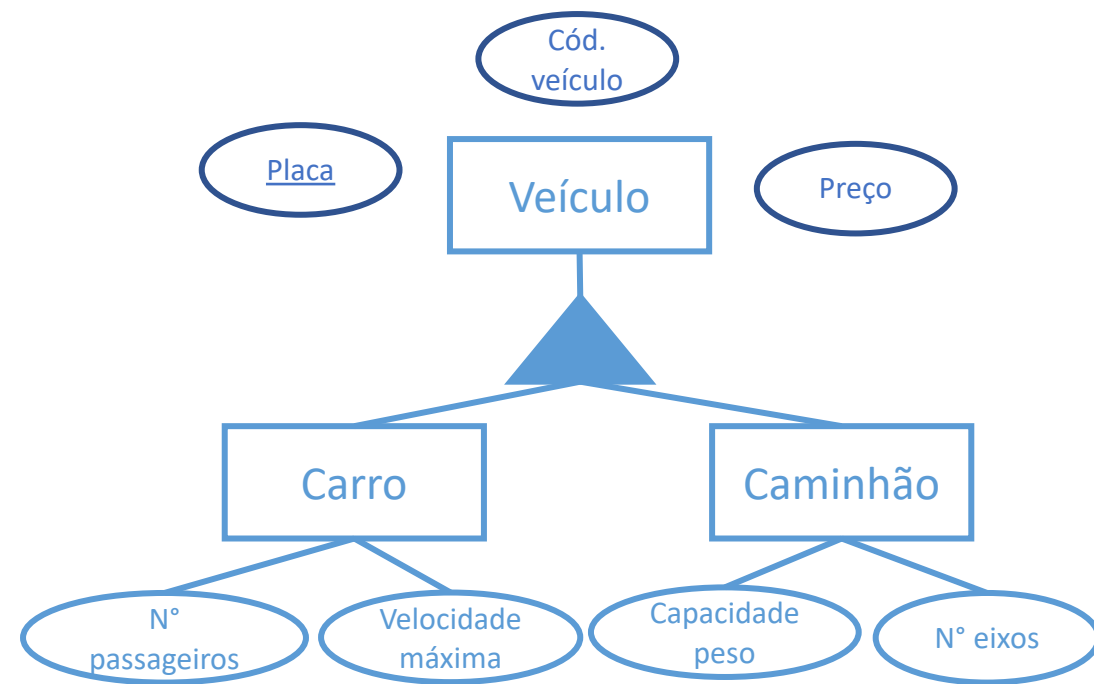 Cód.
veículo
Placa
Veículo
Preço
Carro
Caminhão
N°
passageiros
Velocidade
máxima
Capacidade
peso
N° eixos